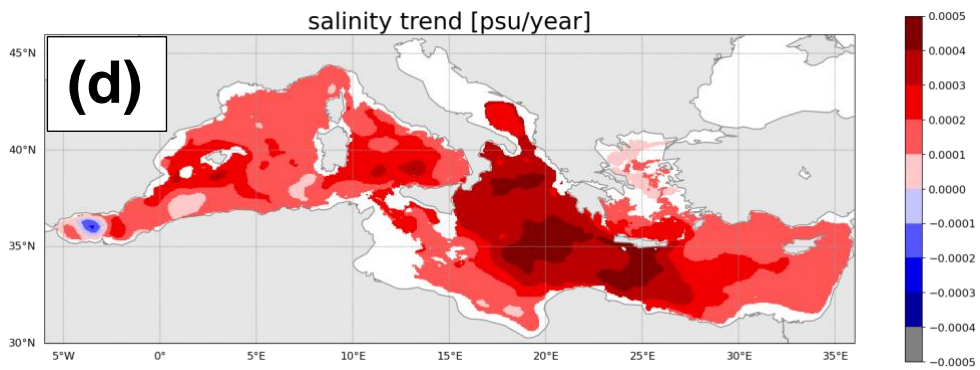 salinity trend [psu/year]
(d)
45°N
40°N
35°N
30°N
5°W
0°
5°E
10°E
15°E
20°E
25°E
30°E
35°E
0.0005
0.0004
0.0003
0.0002
0.0001
0.0000
−0.0001
−0.0002
−0.0003
−0.0004
−0.0005